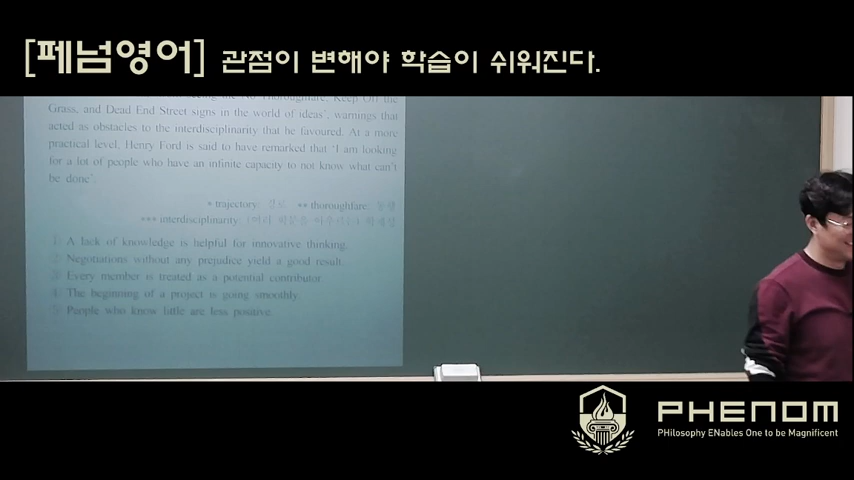 [페넘영어] 관점이 변해야 학습이 쉬워진다.
Thoroughfare, Keep Off the
Grass, and Dead End Street signs in the world of ideas', warnings that
acted as obstacles to the interdisciplinarity that he favoured. At a more
practical level, Henry Ford is said to have remarked that 'I am looking
for a lot of people who have an infinite capacity to not know what can't
be done'.
* trajectory: 궤도 ** thoroughfare: 통행
*** interdisciplinarity:
① A lack of knowledge is helpful for innovative thinking.
② Negotiations without any prejudice yield a good result.
③ Every member is treated as a potential contributor.
④ The beginning of a project is going smoothly.
⑤ People who know little are less positive.
PHENOM
PHilosophy ENables One to be Magnificent